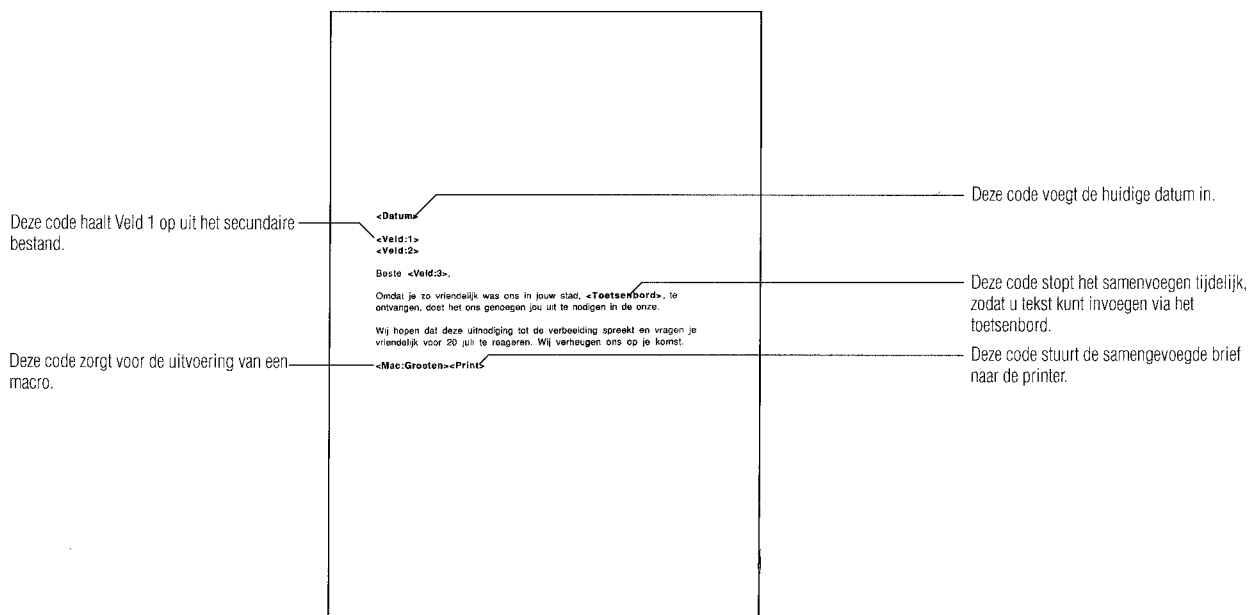 Deze code haalt Veld 1 op uit het secundaire
bestand.
Deze code zorgt voor de uitvoering van een
macro.
<Datum>
<Veld:1>
<Veld:2>
Beste <Veld:3>,
Omdat je zo vriendelijk was ons in jouw stad, <Toetsenbord>, te
ontvangen, doet het ons genoegen jou uit te nodigen in de onze.
Wij hopen dat deze uitnodiging tot de verbeelding spreekt en vragen je
vriendelijk voor 20 juli te reageren. Wij verheugen ons op je komst.
<Mac:Groeten><Print>
Deze code voegt de huidige datum in.
Deze code stopt het samenvoegen tijdelijk,
zodat u tekst kunt invoegen via het
toetsenbord.
Deze code stuurt de samengevoegde brief
naar de printer.